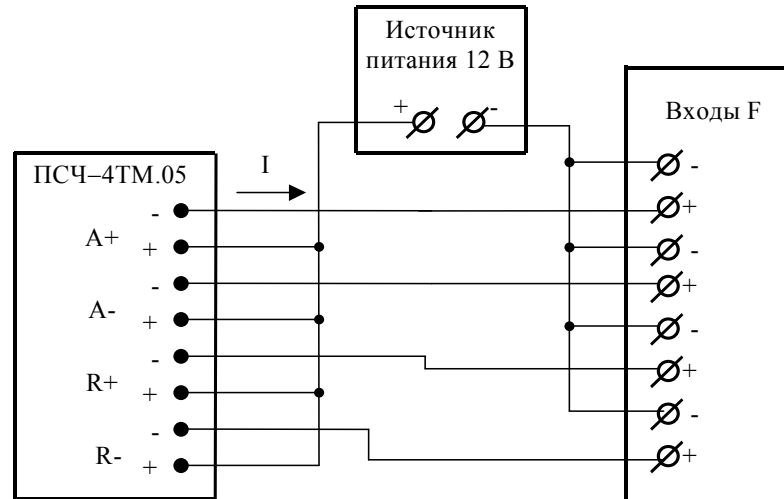 Источник
питания 12 В
+ -
Входы F
ПСЧ–4ТМ.05
I
-
-
+
A+
+
-
-
+
A-
+
-
-
+
R+
+
-
-
+
R-
+